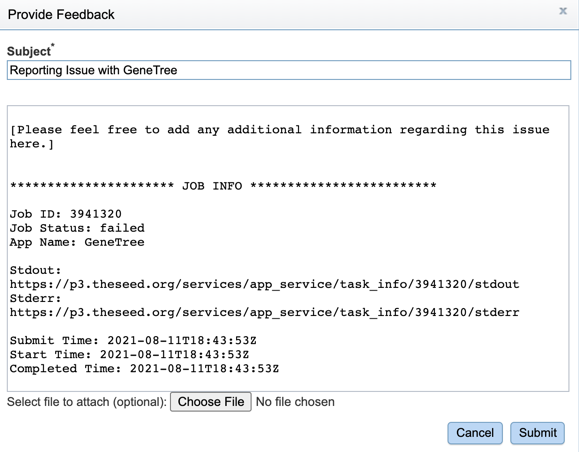 Provide Feedback x
Subject*
Reporting Issue with GeneTree
[Please feel free to add any additional information regarding this issue
here.]
********************** JOB INFO *************************
Job ID: 3941320
Job Status: failed
App Name: GeneTree
Stdout:
https://p3.theseed.org/services/app_service/task_info/3941320/stdout
Stderr:
https://p3.theseed.org/services/app_service/task_info/3941320/stderr
Submit Time: 2021-08-11T18:43:53Z
Start Time: 2021-08-11T18:43:53Z
Completed Time: 2021-08-11T18:43:53Z
Select file to attach (optional): Choose File No file chosen
Cancel Submit